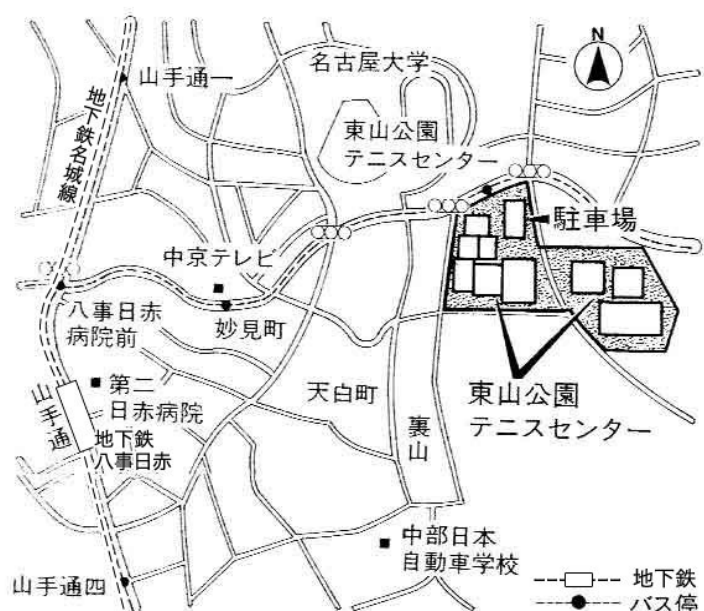 N
名古屋大学
山手通一
地下鉄名城線
東山公園
テニスセンター
駐車場
中京テレビ
八事日赤
病院前
妙見町
山手通
第二
日赤病院
地下鉄
八事日赤
天白町
裏山
東山公園
テニスセンター
中部日本
自動車学校
山手通四
地下鉄
バス停